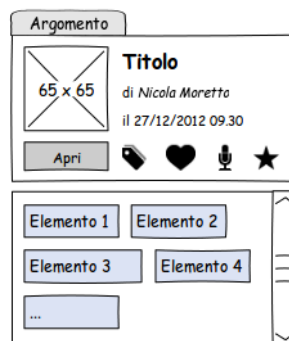 Argomento
65 x 65
Titolo
di Nicola Moretto
il 27/12/2012 09.30
Apri
Elemento 1
Elemento 2
Elemento 3
Elemento 4
...